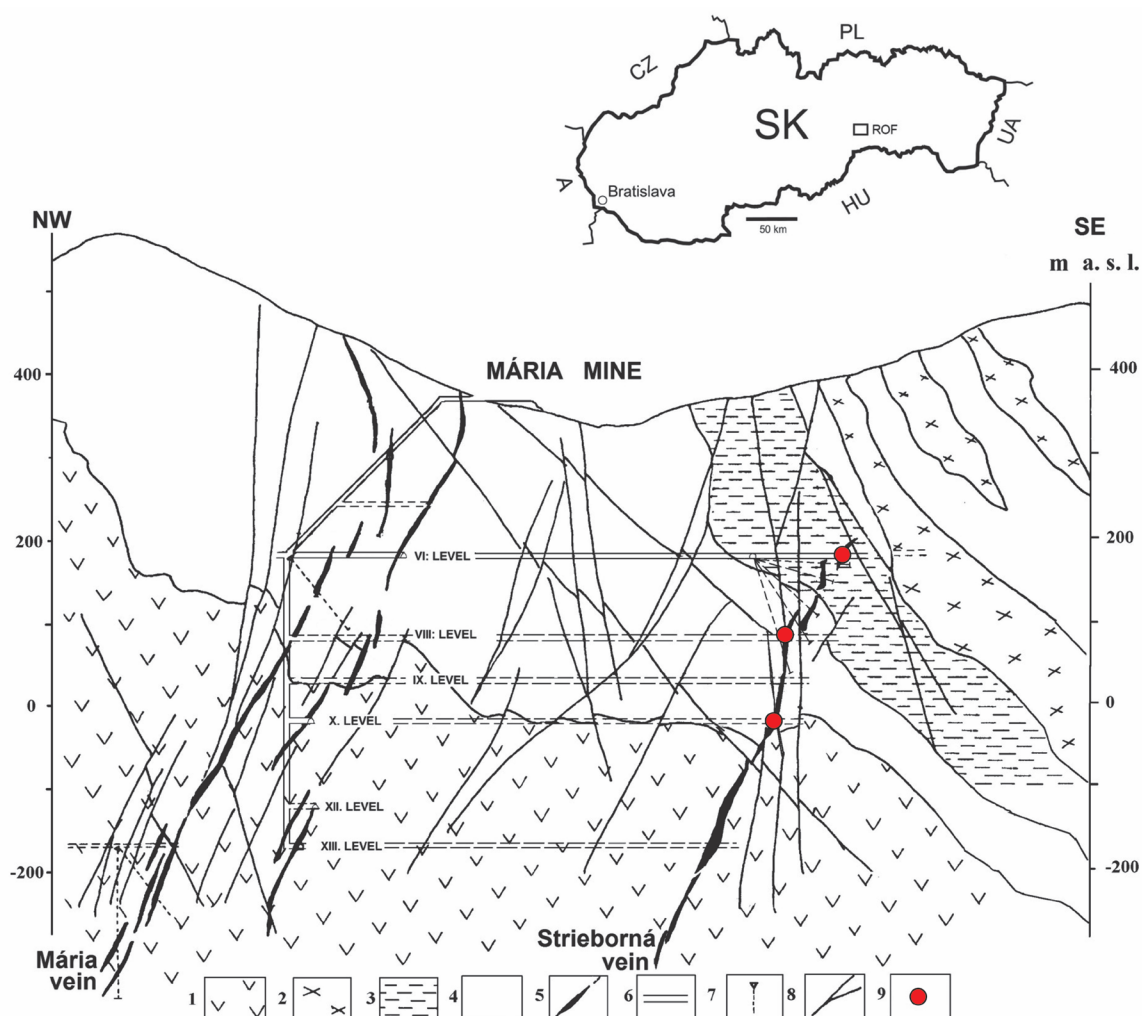 PL
CZ
SK
ROF
UA
A
Bratislava
HU
50 km
NW
SE
m a. s. l.
400
MÁRIA MINE
400
200
VI: LEVEL
200
VIII: LEVEL
IX. LEVEL
0
X. LEVEL
0
XII. LEVEL
XIII. LEVEL
-200
-200
Mária
vein
Strieborná
vein
1
2
3
4
5
6
7
8
9